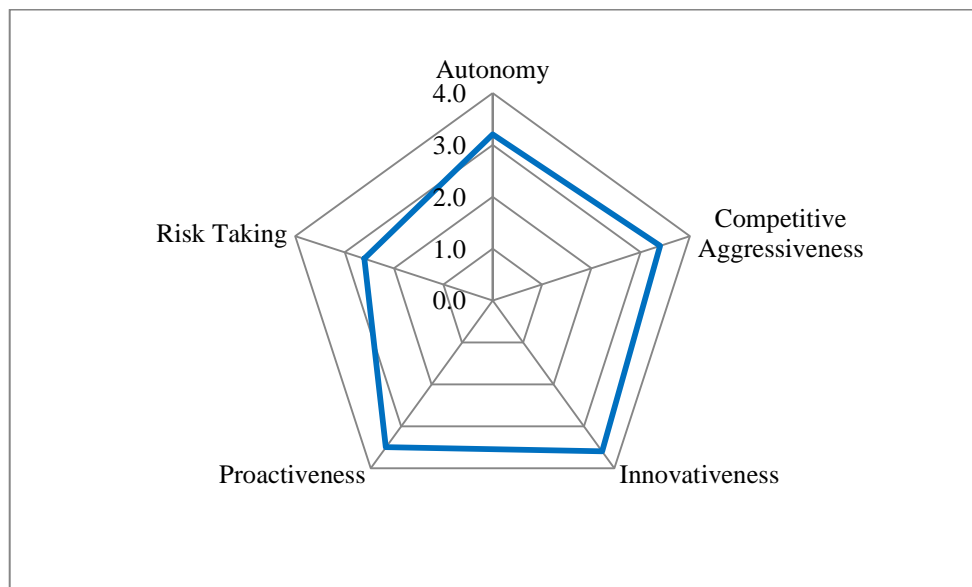 Autonomy
4.0
3.0
2.0
1.0
0.0
Competitive
Aggressiveness
Risk Taking
Proactiveness
Innovativeness